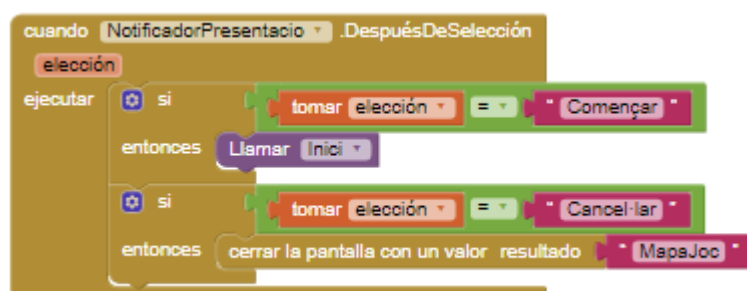 cuando NotificadorPresentacio .DespuésDeSelección
elección
ejecutar si tomar elección = " Començar "
entonces Llamar Inici
si tomar elección = " Cancel·lar "
entonces cerrar la pantalla con un valor resultado " MapaJoc "